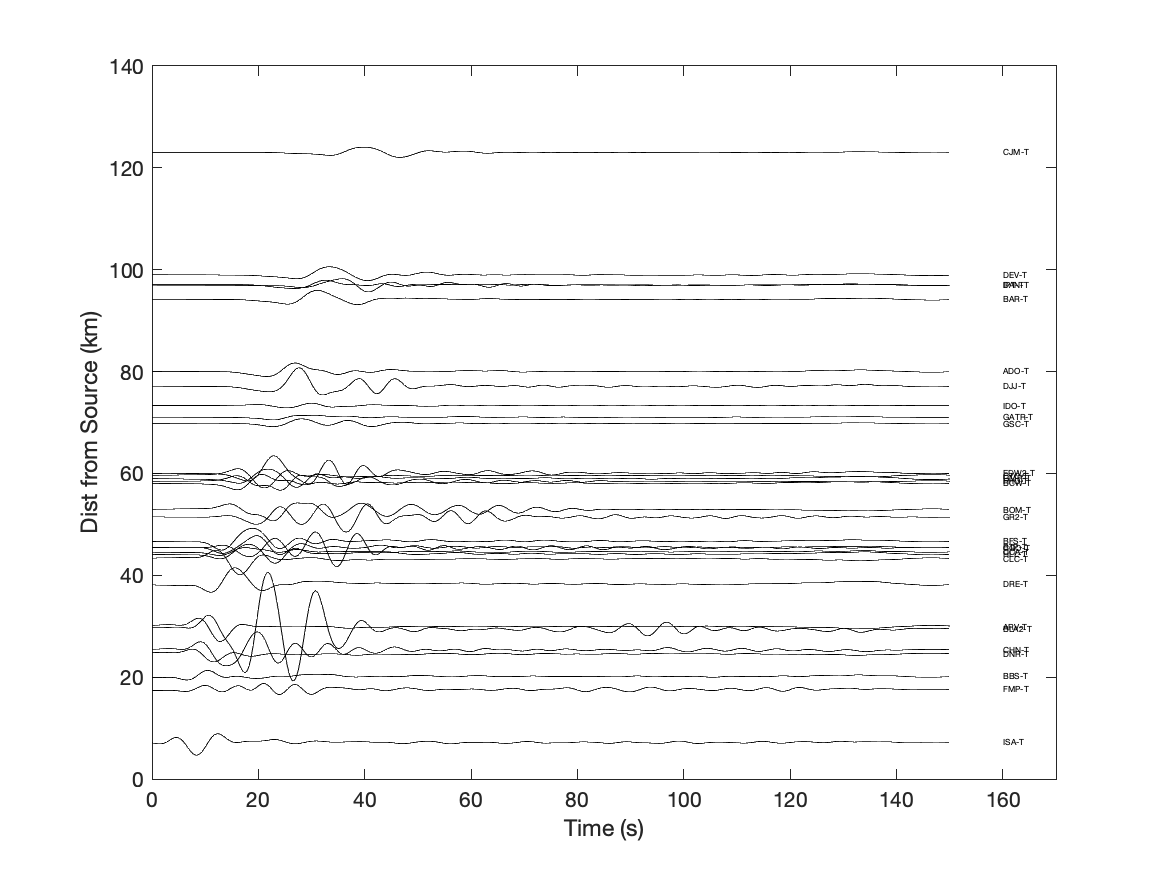 140
120
100
80
60
40
20
0
Dist from Source (km)
CJM-T
DEV-T
BAR-T
ADO-T
DJJ-T
IDO-T
GATR-T
GSC-T
BOM-T
GR2-T
CLC-T
DRE-T
CHN-T
DNR-T
BBS-T
FMP-T
ISA-T
0 20 40 60 80 100 120 140 160
Time (s)